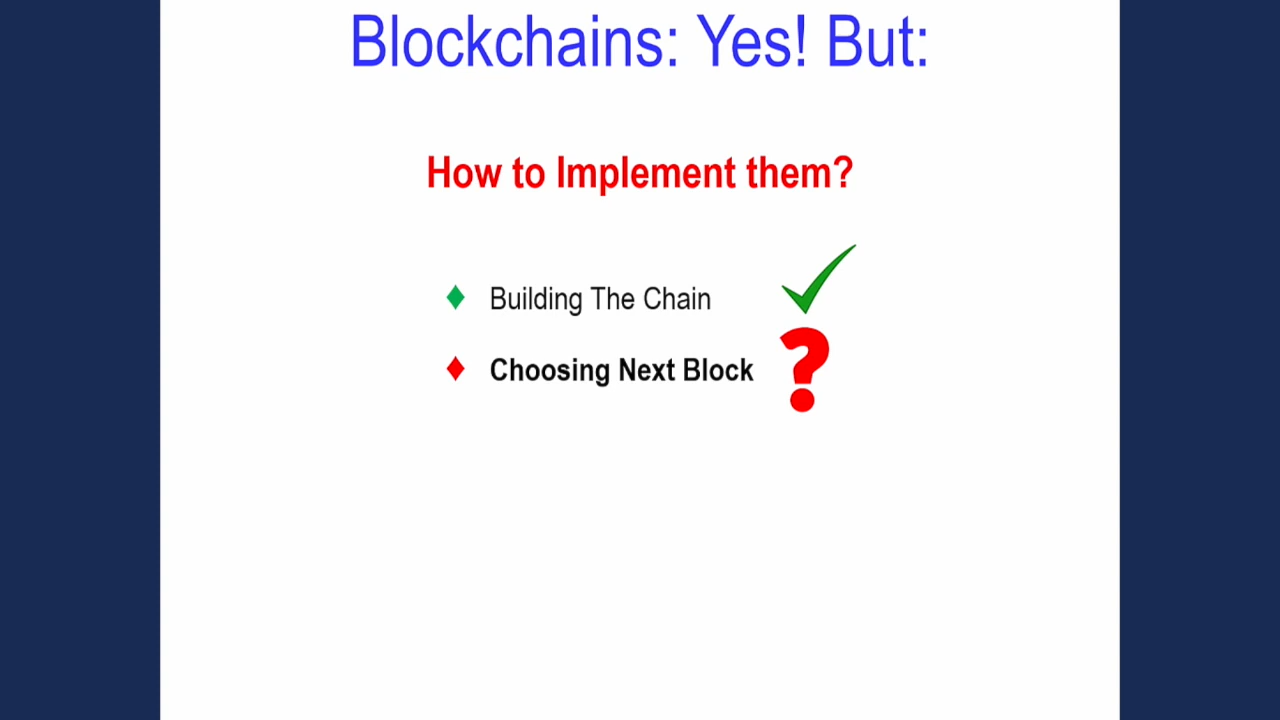 Blockchains: Yes! But:
How to Implement them?
Building The Chain
Choosing Next Block
?